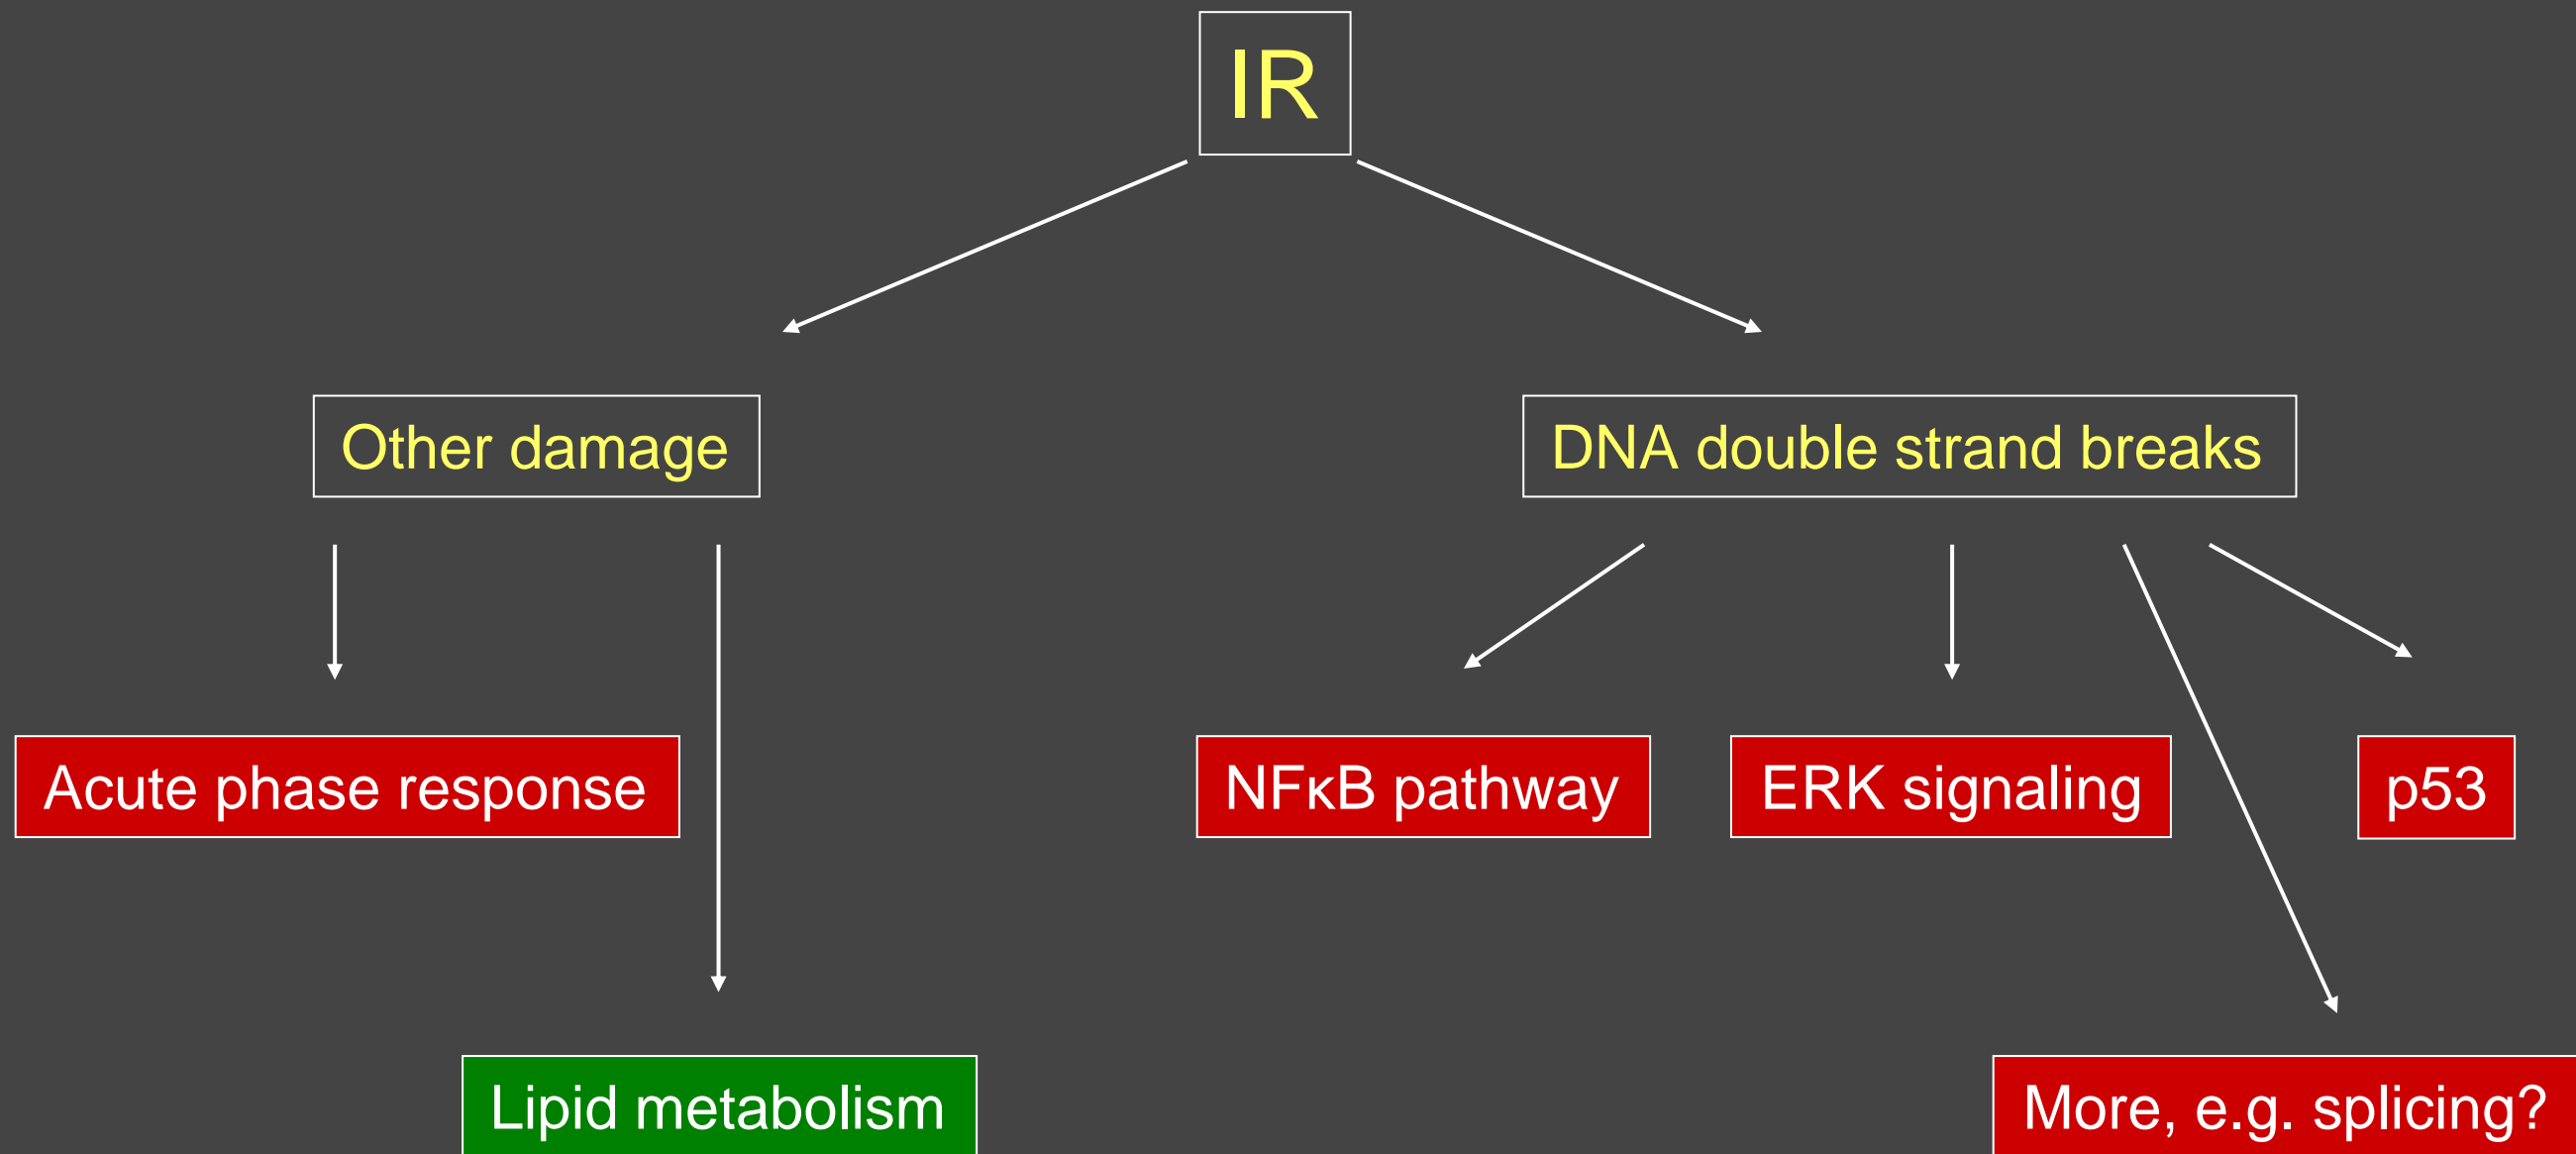 IR
Other damage
DNA double strand breaks
Acute phase response
NFκB pathway
ERK signaling
p53
Lipid metabolism
More, e.g. splicing?